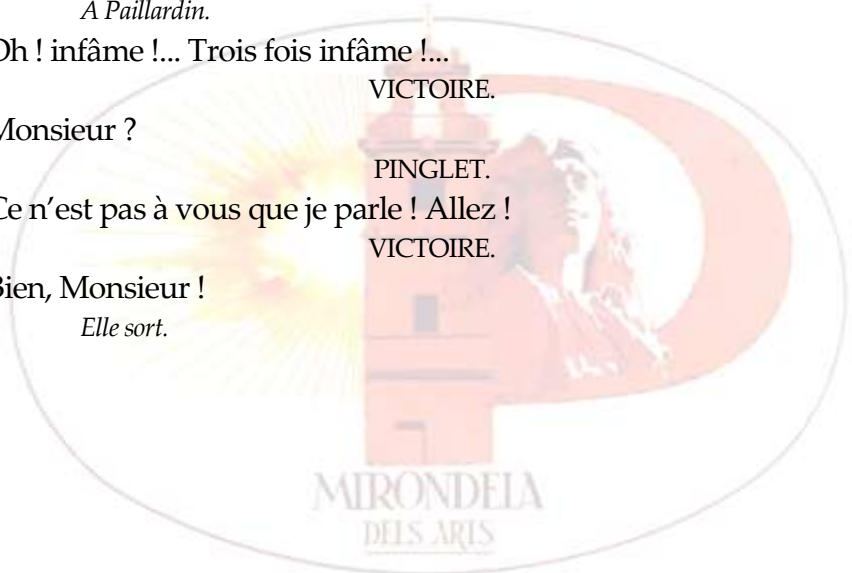 A Paillardin.
Oh ! infâme !... Trois fois infâme !...
VICTOIRE.
Monsieur ?
PINGLET.
Ce n’est pas à vous que je parle ! Allez !
VICTOIRE.
Bien, Monsieur !
Elle sort.
MIRONDELA
DELS ARTS